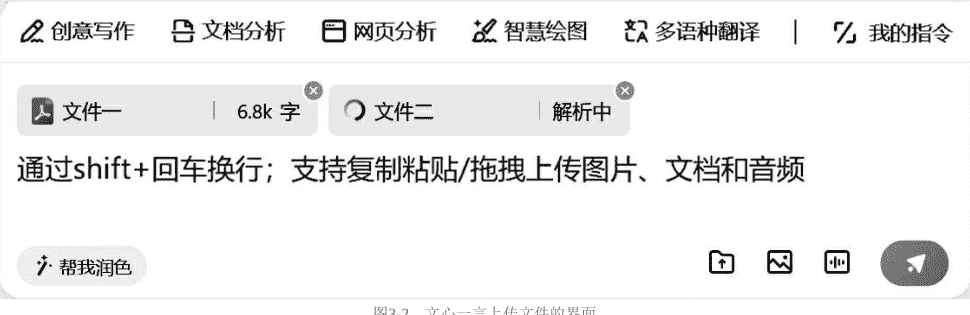 创意写作 文档分析 网页分析 智慧绘图 多语种翻译 | 我的指令
文件一 | 6.8k 字 文件二 | 解析中
通过shift+回车换行；支持复制粘贴/拖拽上传图片、文档和音频
帮我润色
图3-2 文心一言上传文件的界面